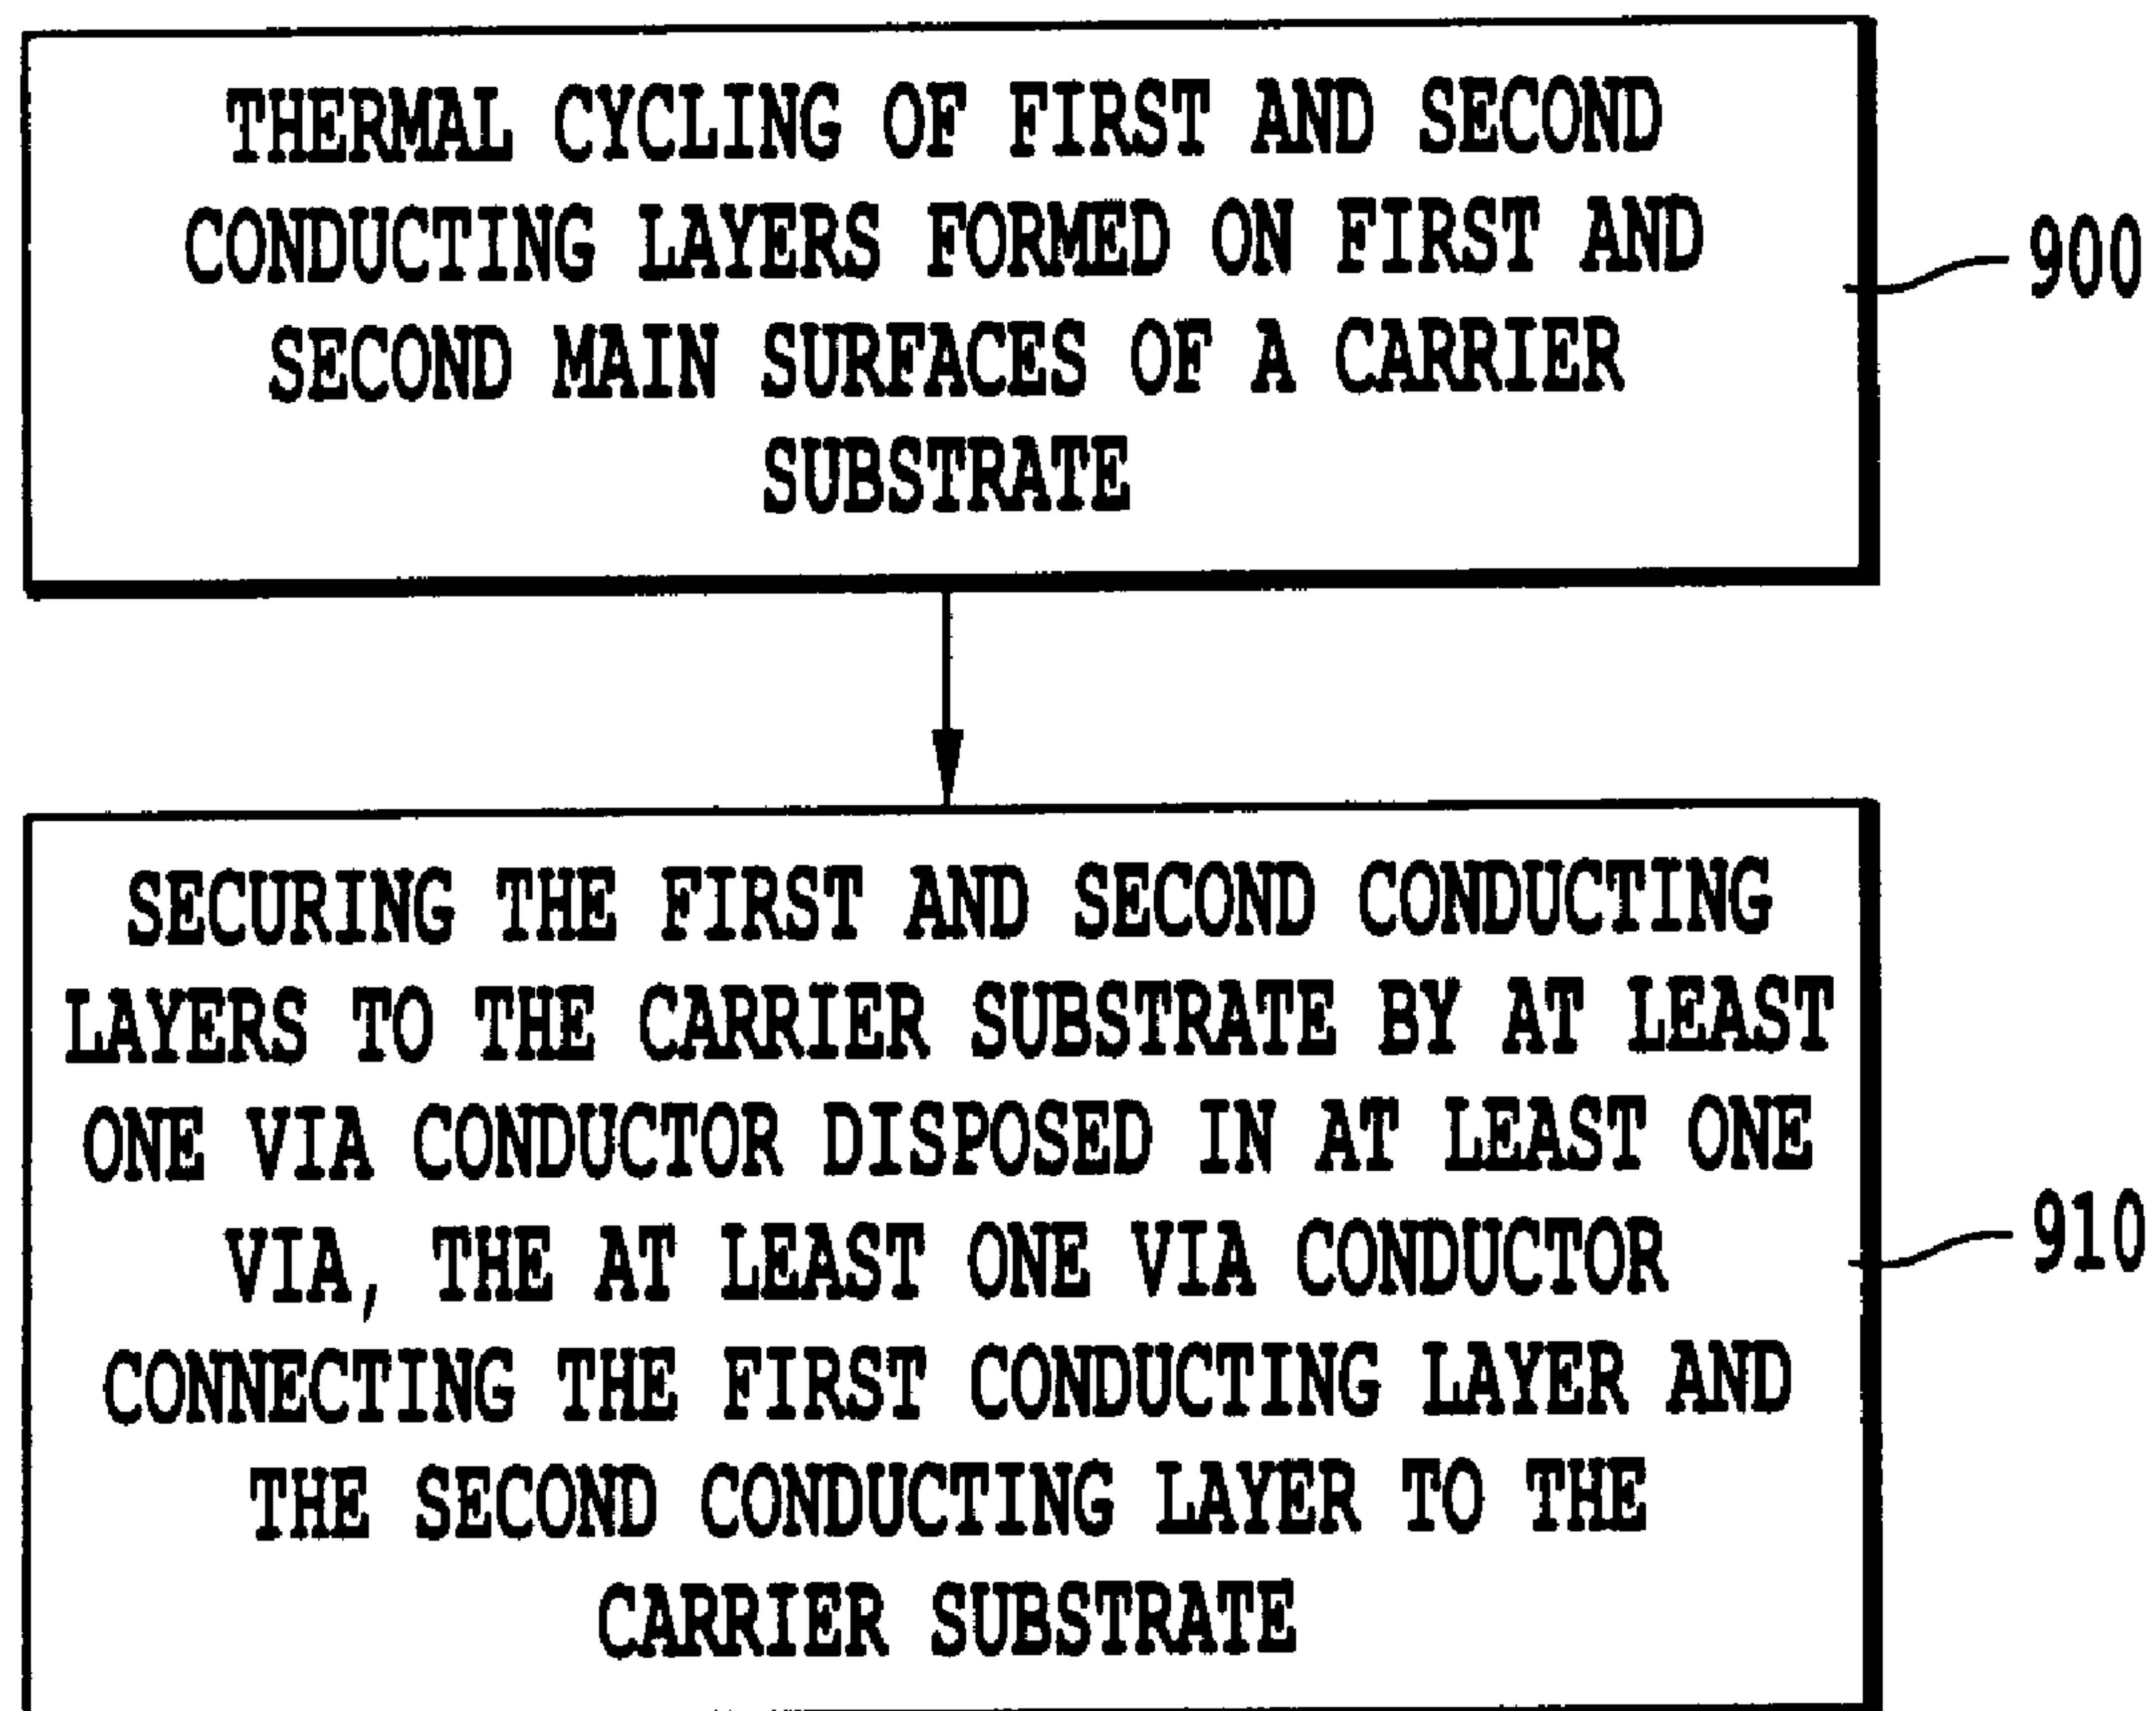 THERMAL CYCLING OF FIRST AND SECOND
CONDUCTING LAYERS FORMED ON FIRST AND
SECOND MAIN SURFACES OF A CARRIER
SUBSTRATE
900
SECURING THE FIRST AND SECOND CONDUCTING
LAYERS TO THE CARRIER SUBSTRATE BY AT LEAST
ONE VIA CONDUCTOR DISPOSED IN AT LEAST ONE
VIA, THE AT LEAST ONE VIA CONDUCTOR
CONNECTING THE FIRST CONDUCTING LAYER AND
THE SECOND CONDUCTING LAYER TO THE
CARRIER SUBSTRATE
910